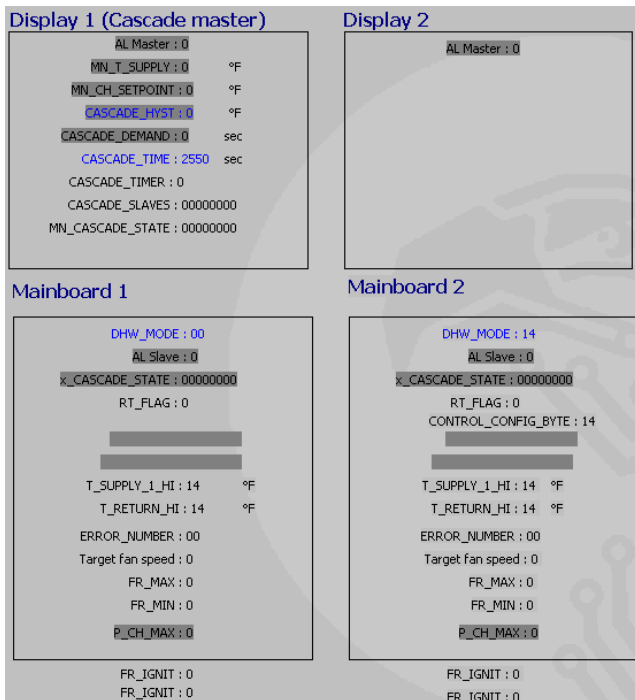 Display 1 (Cascade master)
AL Master : 0
MN_T_SUPPLY : 0 °F
MN_CH_SETPOINT : 0 °F
CASCADE_HYST : 0 °F
CASCADE_DEMAND : 0 sec
CASCADE_TIME : 2550 sec
CASCADE_TIMER : 0
CASCADE_SLAVES : 00000000
MN_CASCADE_STATE : 00000000
Display 2
AL Master : 0
Mainboard 1
DHW_MODE : 00
AL Slave : 0
x_CASCADE_STATE : 00000000
RT_FLAG : 0
T_SUPPLY_1_HI : 14 °F
T_RETURN_HI : 14 °F
ERROR_NUMBER : 00
Target fan speed : 0
FR_MAX : 0
FR_MIN : 0
P_CH_MAX : 0
FR_IGNIT : 0
FR_IGNIT : 0
Mainboard 2
DHW_MODE : 14
AL Slave : 0
x_CASCADE_STATE : 00000000
RT_FLAG : 0
CONTROL_CONFIG_BYTE : 14
T_SUPPLY_1_HI : 14 °F
T_RETURN_HI : 14 °F
ERROR_NUMBER : 00
Target fan speed : 0
FR_MAX : 0
FR_MIN : 0
P_CH_MAX : 0
FR_IGNIT : 0
FR_IGNIT : 0